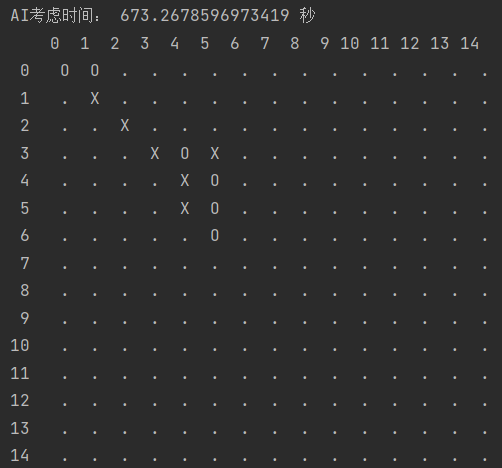 AI考虑时间： 673.2678596973419 秒
0 1 2 3 4 5 6 7 8 9 10 11 12 13 14
0 O O . . . . . . . . . . . . .
1 . X . . . . . . . . . . . . .
2 . . X . . . . . . . . . . . .
3 . . . X O X . . . . . . . . .
4 . . . . X O . . . . . . . . .
5 . . . . X O . . . . . . . . .
6 . . . . . O . . . . . . . . .
7 . . . . . . . . . . . . . . .
8 . . . . . . . . . . . . . . .
9 . . . . . . . . . . . . . . .
10 . . . . . . . . . . . . . . .
11 . . . . . . . . . . . . . . .
12 . . . . . . . . . . . . . . .
13 . . . . . . . . . . . . . . .
14 . . . . . . . . . . . . . . .